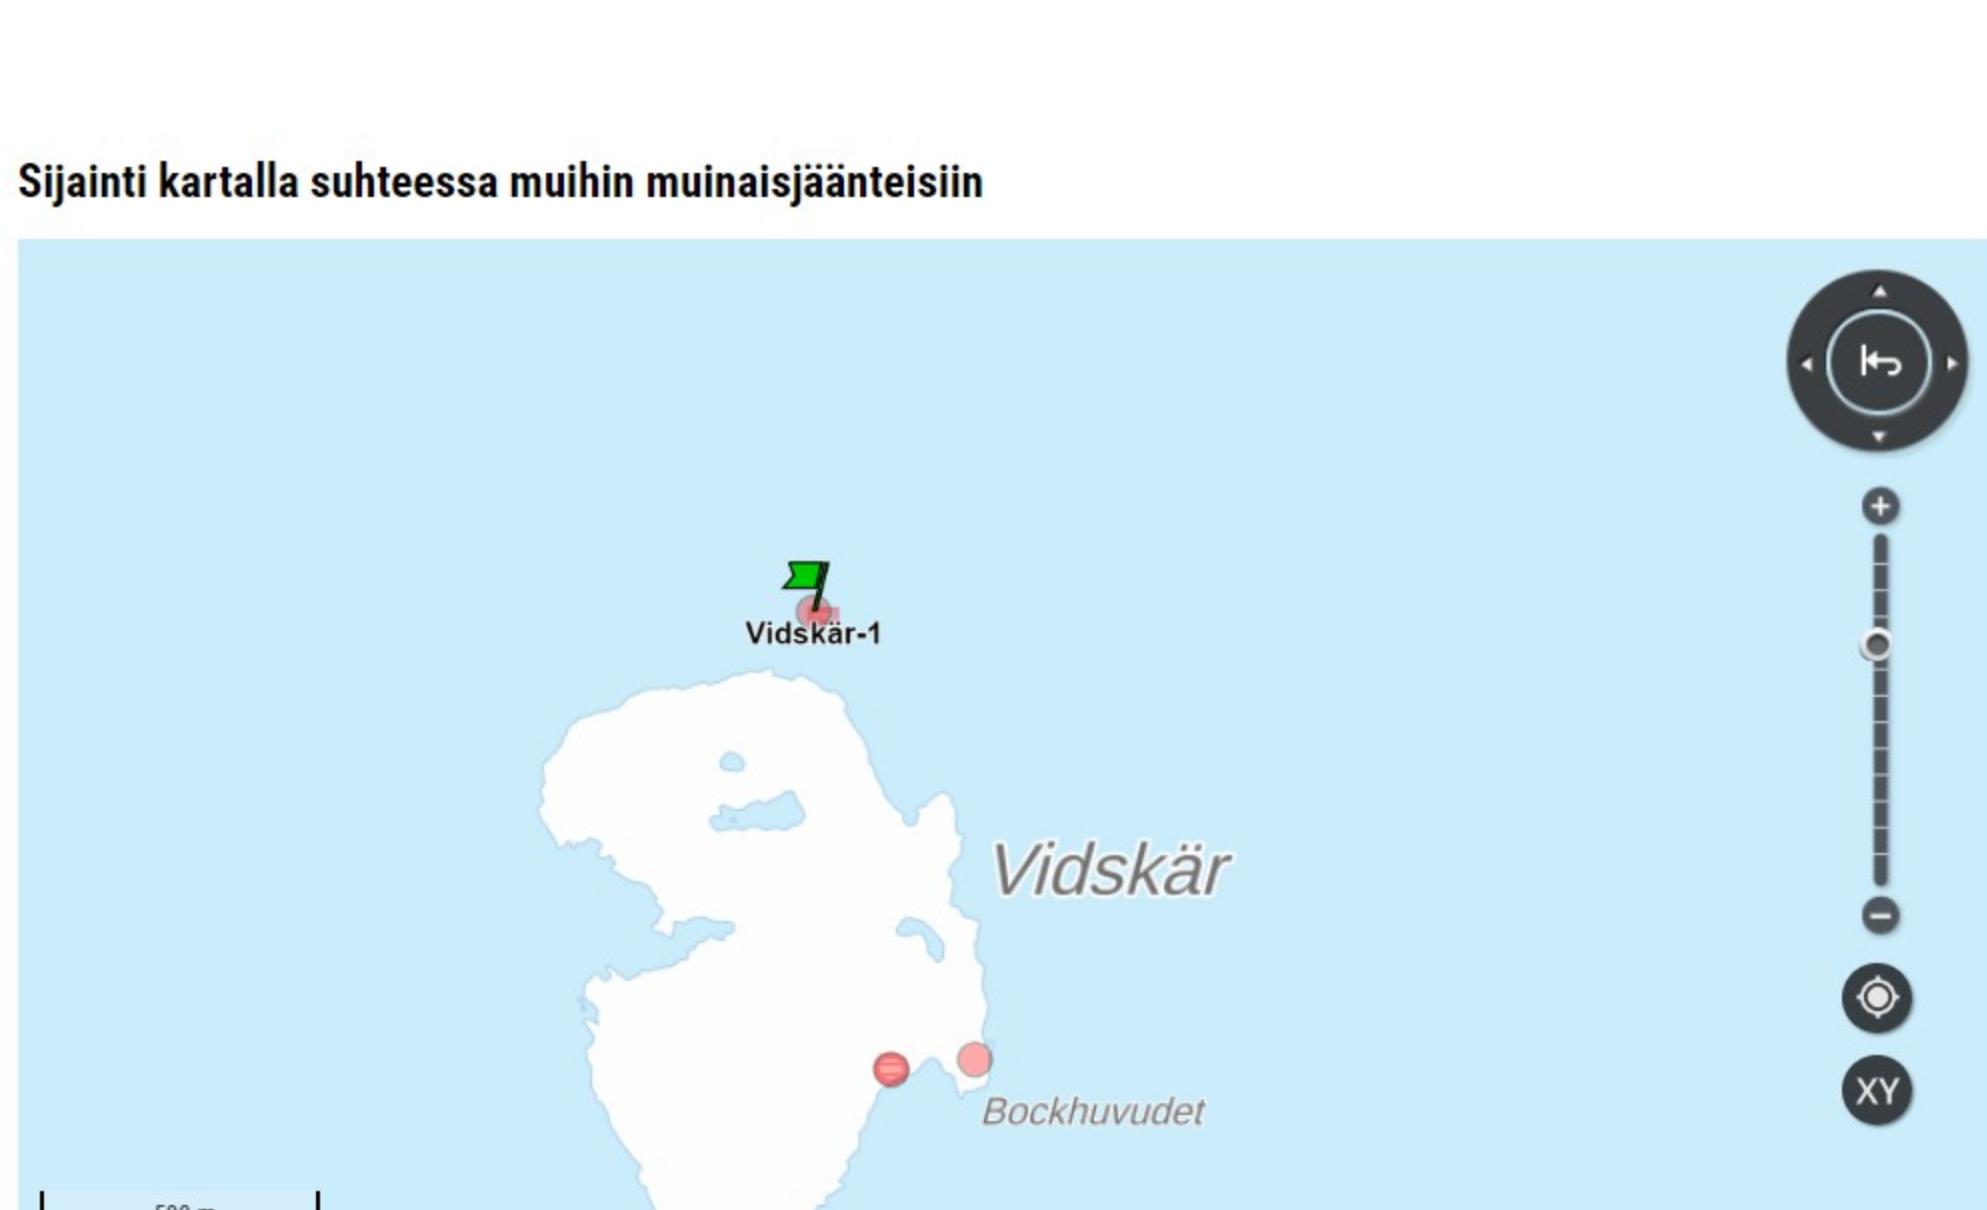 Sijainti kartalla suhteessa muihin muinaisjäänteisiin
Vidskär-1
Vidskär
Bockhuvudet
XY